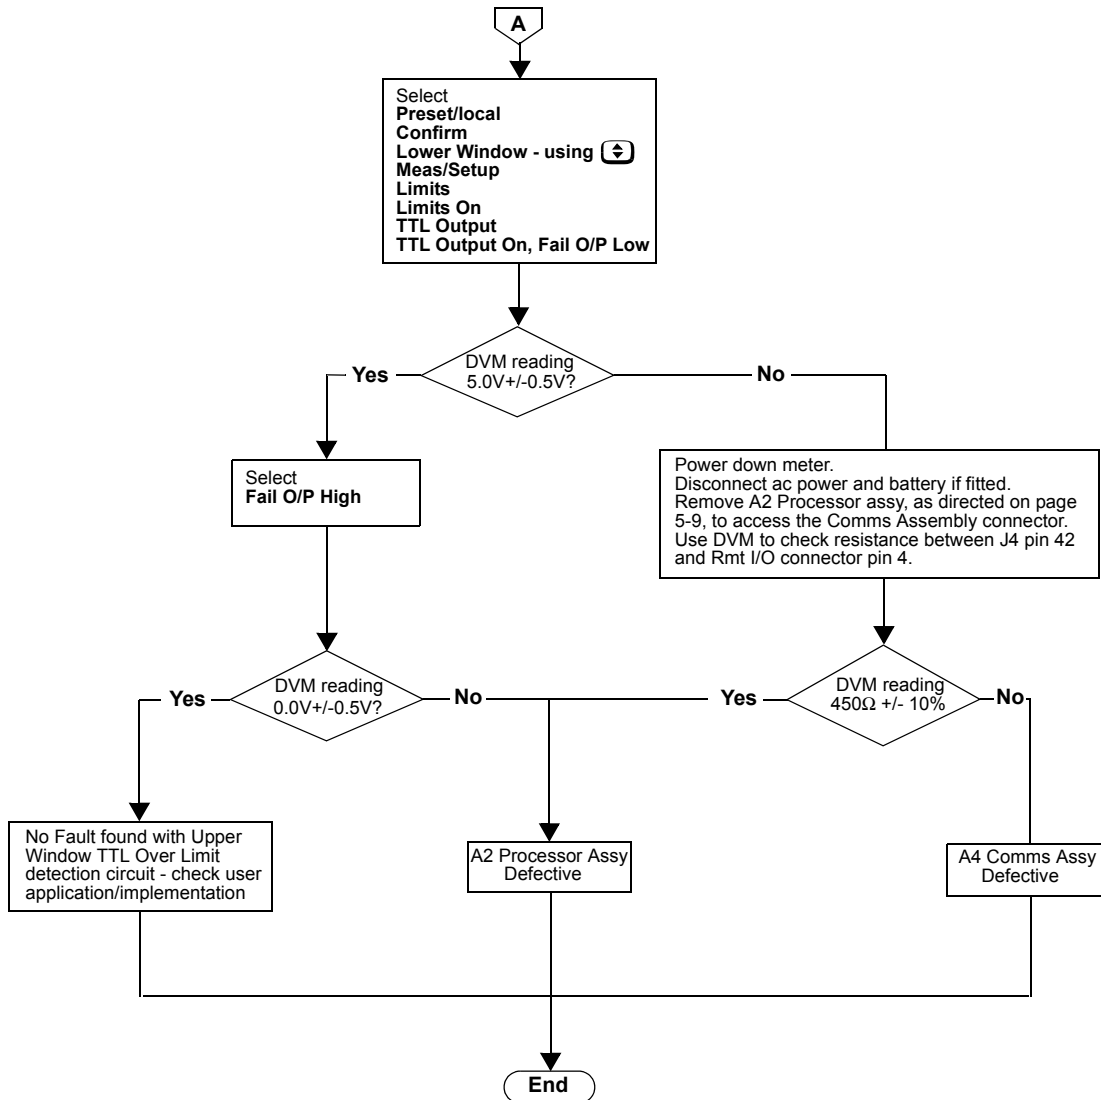 A
Select
Preset/local
Confirm
Lower Window - using
Meas/Setup
Limits
Limits On
TTL Output
TTL Output On, Fail O/P Low
DVM reading
5.0V+/-0.5V?
Yes
No
Select
Fail O/P High
Power down meter.
Disconnect ac power and battery if fitted.
Remove A2 Processor assy, as directed on page
5-9, to access the Comms Assembly connector.
Use DVM to check resistance between J4 pin 42
and Rmt I/O connector pin 4.
DVM reading
0.0V+/-0.5V?
Yes
No
DVM reading
450Ω +/- 10%
Yes
No
No Fault found with Upper
Window TTL Over Limit
detection circuit - check user
application/implementation
A2 Processor Assy
Defective
A4 Comms Assy
Defective
End